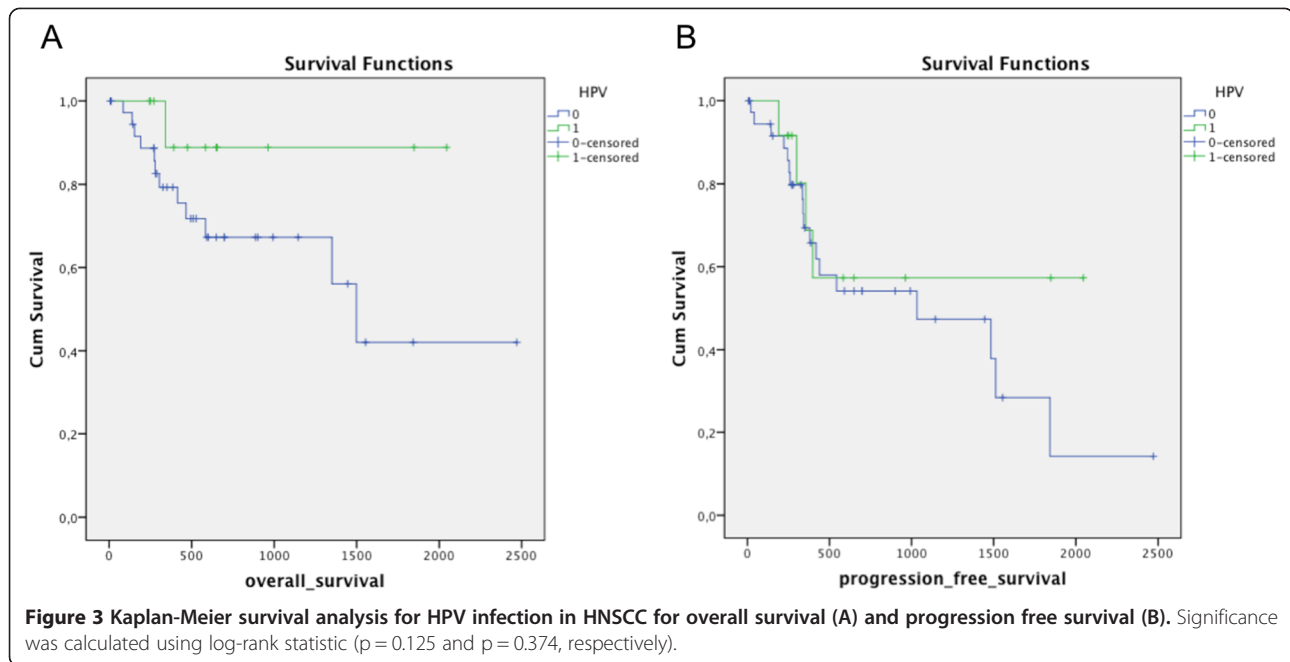 A
Survival Functions
1,0
0,8
0,6
0,4
0,2
0,0
Cum Survival
0
500
1000
1500
2000
2500
overall_survival
HPV
0
1
0-censored
1-censored
B
Survival Functions
1,0
0,8
0,6
0,4
0,2
0,0
Cum Survival
0
500
1000
1500
2000
2500
progression_free_survival
HPV
0
1
0-censored
1-censored
Figure 3 Kaplan-Meier survival analysis for HPV infection in HNSCC for overall survival (A) and progression free survival (B). Significance
was calculated using log-rank statistic (p = 0.125 and p = 0.374, respectively).